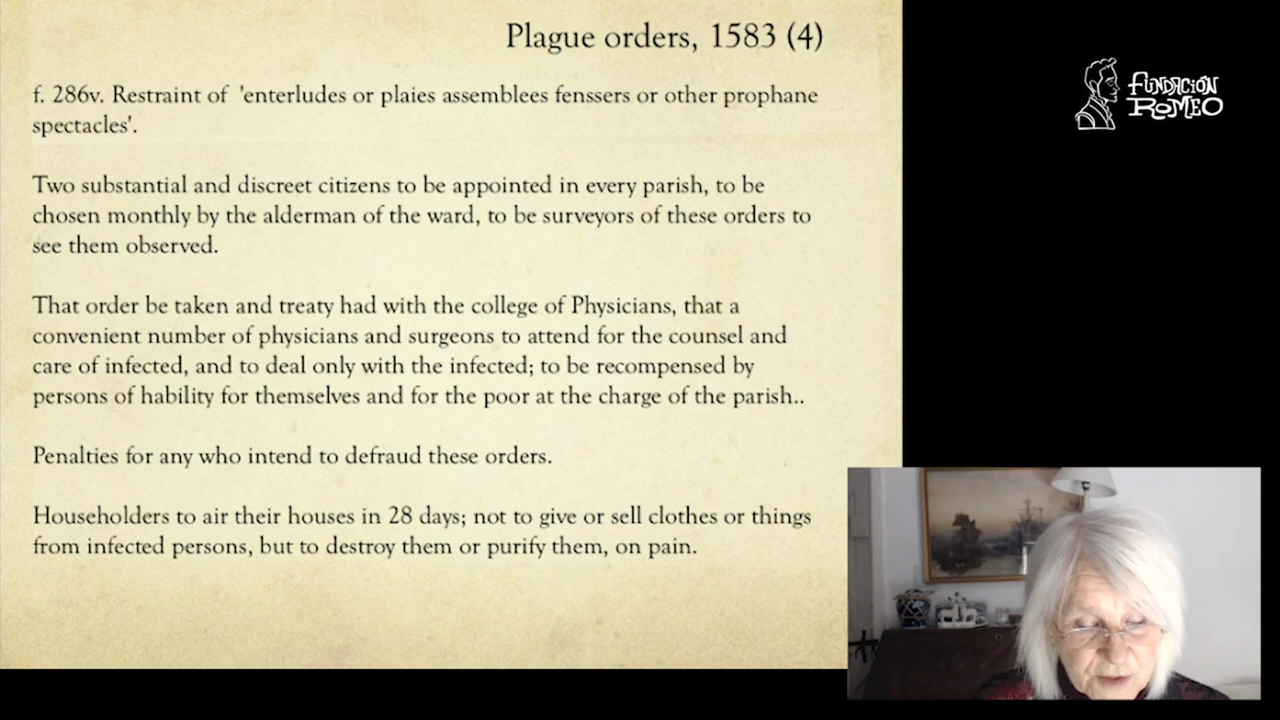 Plague orders, 1583 (4)
f. 286v. Restraint of 'enterludes or plaies assemblees fenssers or other prophane
spectacles'.
Two substantial and discreet citizens to be appointed in every parish, to be
chosen monthly by the alderman of the ward, to be surveyors of these orders to
see them observed.
That order be taken and treaty had with the college of Physicians, that a
convenient number of physicians and surgeons to attend for the counsel and
care of infected, and to deal only with the infected; to be recompensed by
persons of hability for themselves and for the poor at the charge of the parish..
Penalties for any who intend to defraud these orders.
Householders to air their houses in 28 days; not to give or sell clothes or things
from infected persons, but to destroy them or purify them, on pain.
FUNDACIÓN
ROMEO